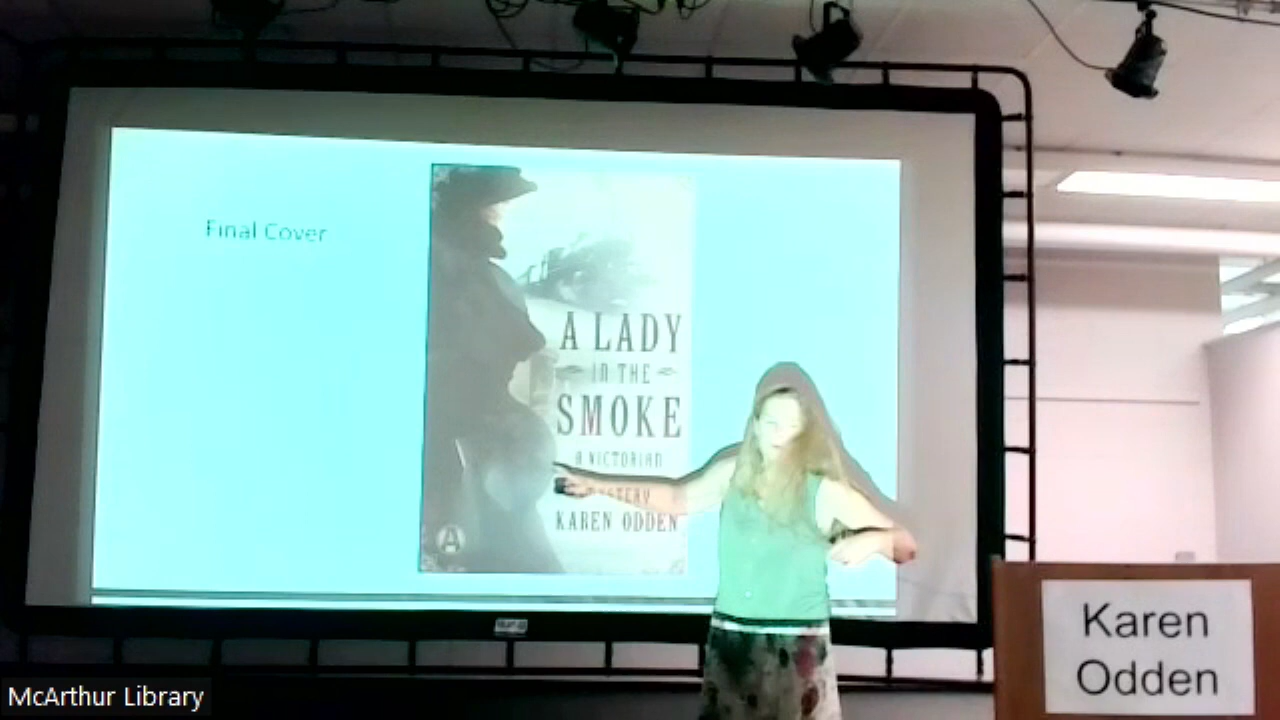 Final Cover
A LADY
IN THE
SMOKE
A VICTORIAN
MYSTERY
KAREN ODDEN
A
Karen
Odden
McArthur Library